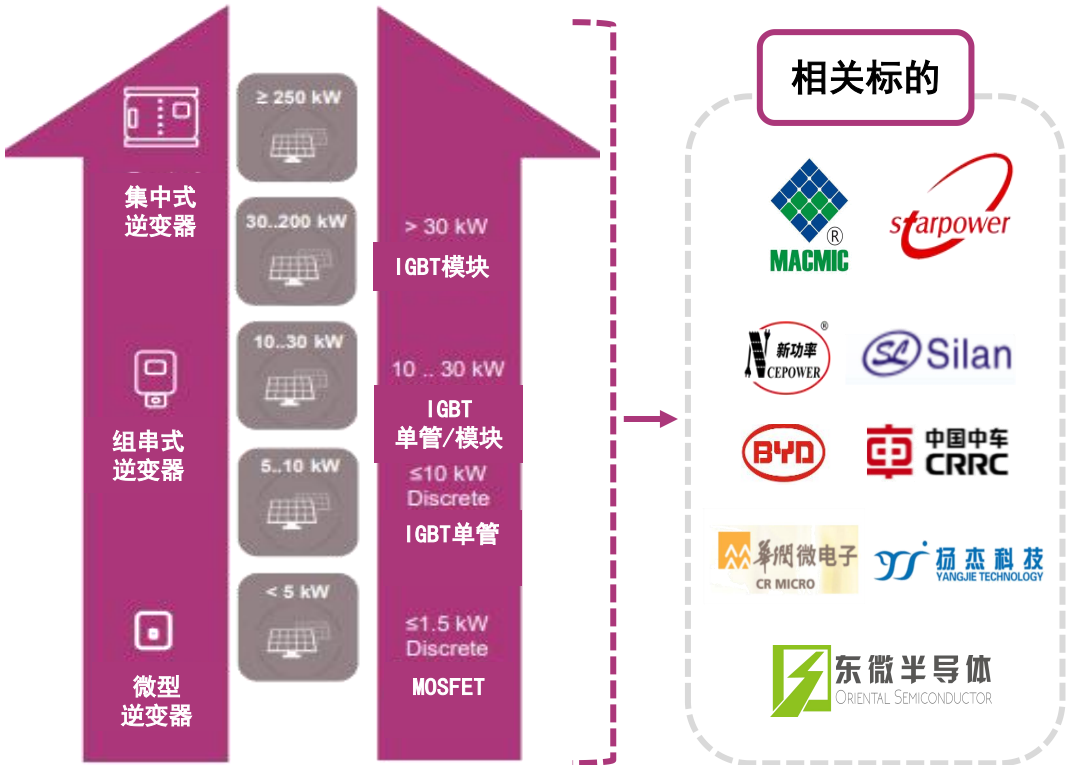 集中式
逆变器
组串式
逆变器
微型
逆变器
≥ 250 kW
30..200 kW
10..30 kW
5..10 kW
< 5 kW
> 30 kW
IGBT模块
10 .. 30 kW
IGBT
单管/模块
≤10 kW
Discrete
IGBT单管
≤1.5 kW
Discrete
MOSFET
相关标的
®
MACMIC
starpower
®
新功率
NCEPOWER
SL Silan
BYD
中国中车
CRRC
華潤微电子
CR MICRO
yj 扬杰科技
YANGJIE TECHNOLOGY
东微半导体
ORIENTAL SEMICONDUCTOR